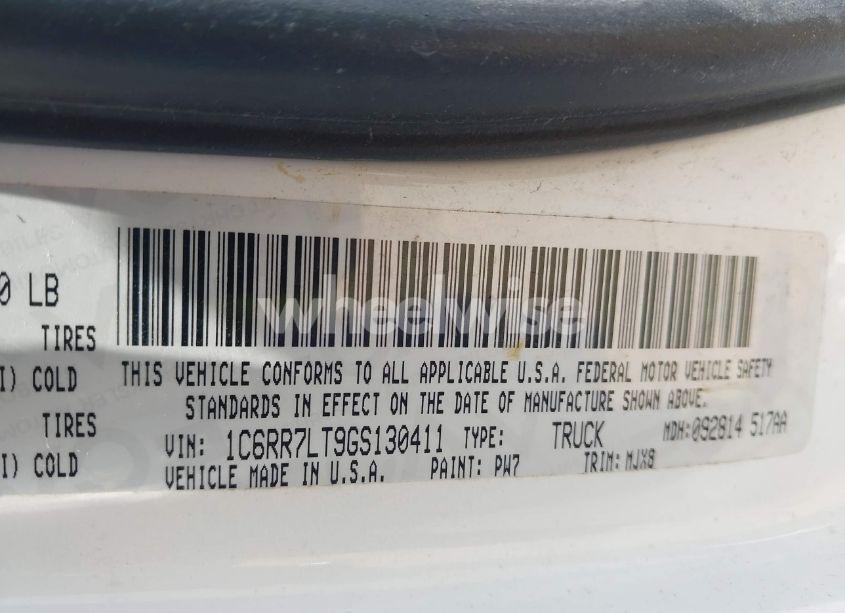 0 LB
TIRES
I) COLD
TIRES
I) COLD
wheelwise
THIS VEHICLE CONFORMS TO ALL APPLICABLE U.S.A. FEDERAL MOTOR VEHICLE SAFETY
STANDARDS IN EFFECT ON THE DATE OF MANUFACTURE SHOWN ABOVE.
VIN: 1C6RR7LT9GS130411 TYPE: TRUCK MDH:092814 517AA
VEHICLE MADE IN U.S.A. PAINT: PW7 TRIM: MJX8